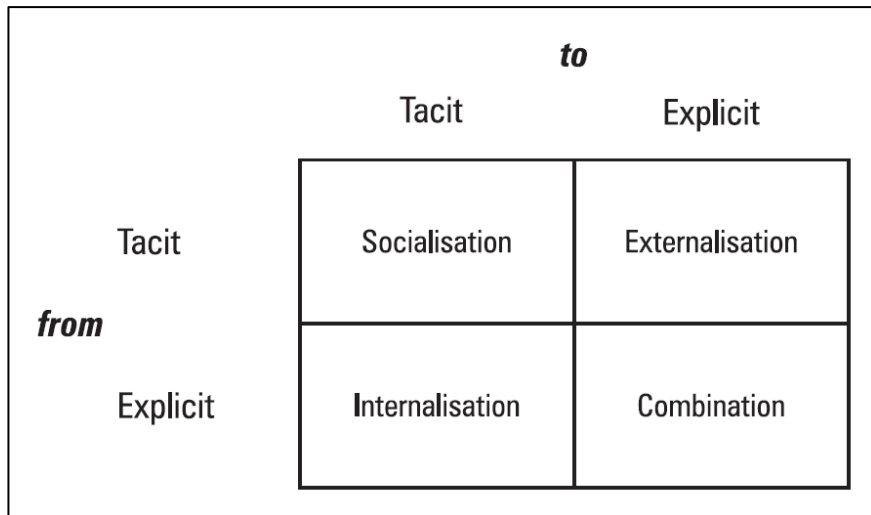 to
Tacit Explicit
Tacit Socialisation Externalisation
from
Explicit Internalisation Combination